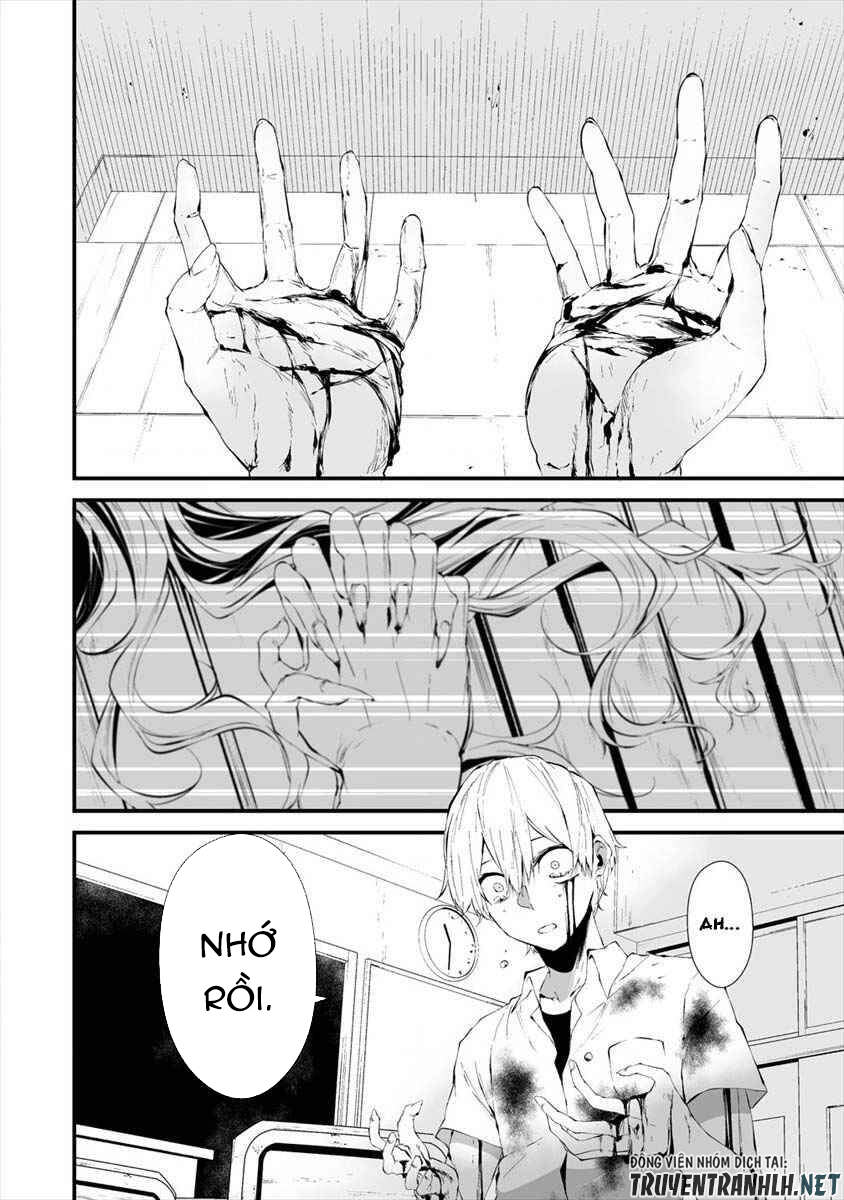 AH...
NHỚ
RỒI.
ĐỘNG VIÊN NHÓM DỊCH TẠI:
TRUYENTRANHLH.NET